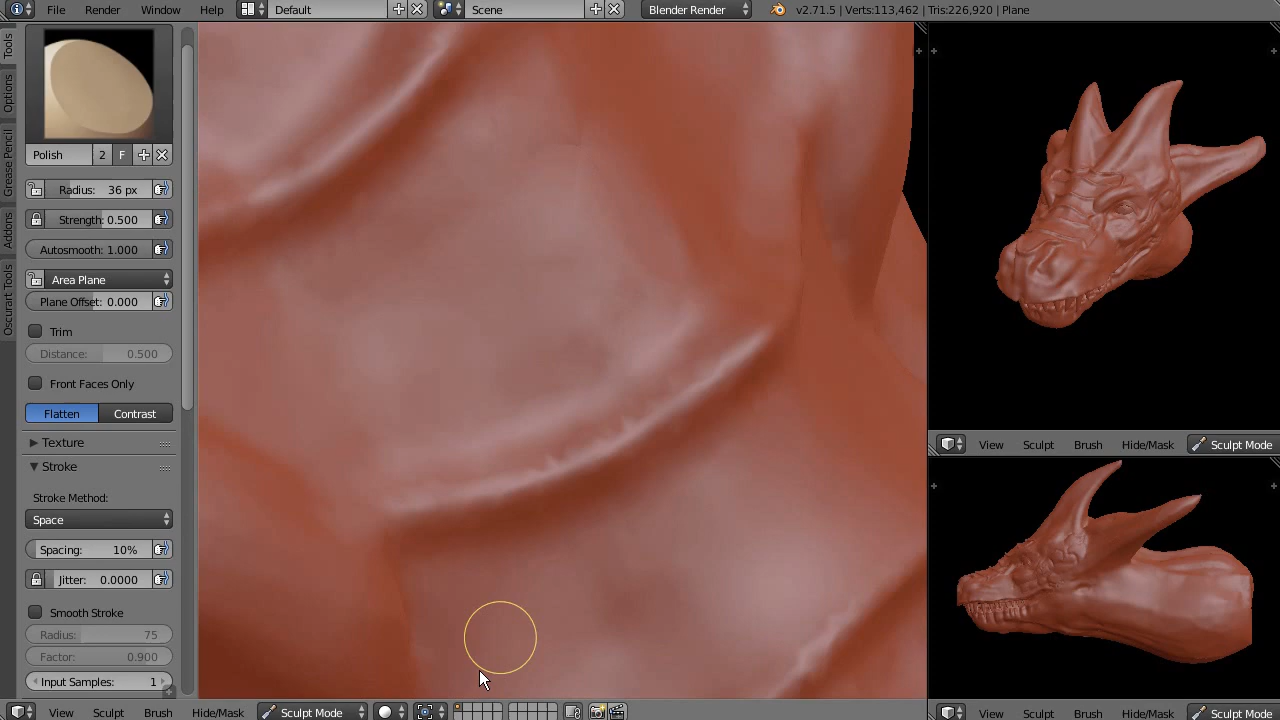 File Render Window Help Default Scene Blender Render v2.71.5 | Verts:113,462 | Tris:226,920 | Plane
Tools
Options
Grease Pencil
Addons
Oscurart Tools
Polish 2 F
Radius: 36 px
Strength: 0.500
Autosmooth: 1.000
Area Plane
Plane Offset: 0.000
Trim
Distance: 0.500
Front Faces Only
Flatten Contrast
Texture
Stroke
Stroke Method:
Space
Spacing: 10%
Jitter: 0.0000
Smooth Stroke
Radius: 75
Factor: 0.900
Input Samples: 1
View Sculpt Brush Hide/Mask Sculpt Mode
View Sculpt Brush Hide/Mask Sculpt Mode
View Sculpt Brush Hide/Mask Sculpt Mode